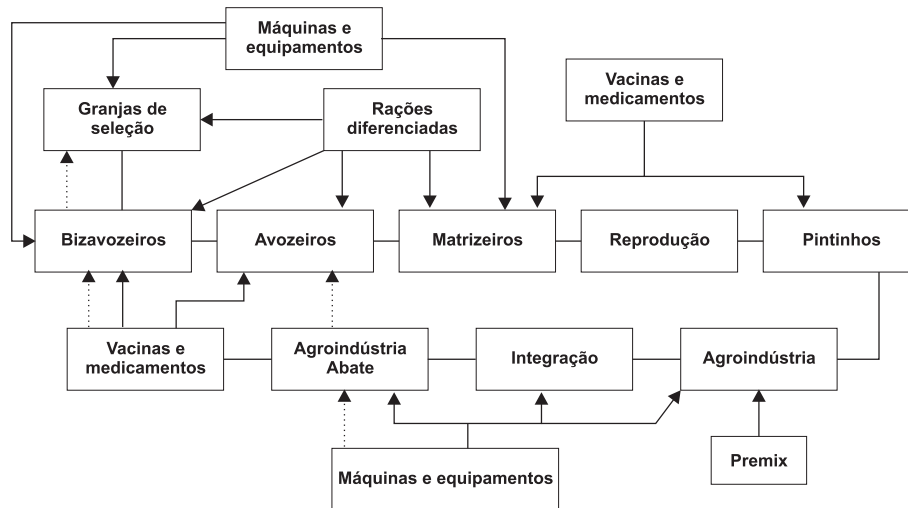 Máquinas e
equipamentos
Vacinas e
medicamentos
Granjas de
seleção
Rações
diferenciadas
Bizavozeiros
Avozeiros
Matrizeiros
Reprodução
Pintinhos
Vacinas e
medicamentos
Agroindústria
Abate
Integração
Agroindústria
Máquinas e equipamentos
Premix